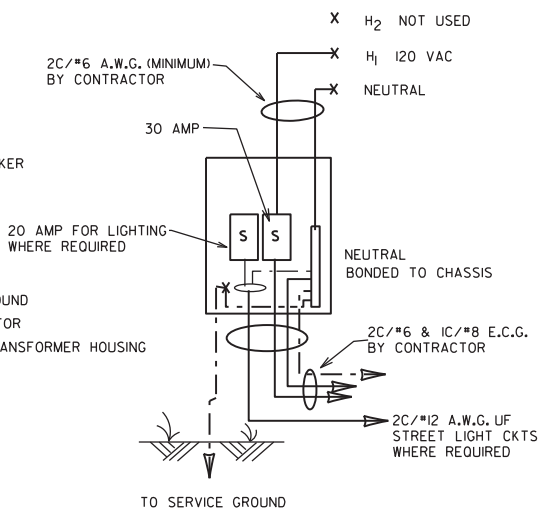 H2 NOT USED
H1 120 VAC
NEUTRAL
2C/#6 A.W.G. (MINIMUM)
BY CONTRACTOR
30 AMP
KER
20 AMP FOR LIGHTING
WHERE REQUIRED
S S
NEUTRAL
BONDED TO CHASSIS
OUND
TOR
ANSFORMER HOUSING
2C/#6 & 1C/#8 E.C.G.
BY CONTRACTOR
2C/#12 A.W.G. UF
STREET LIGHT CKTS
WHERE REQUIRED
TO SERVICE GROUND